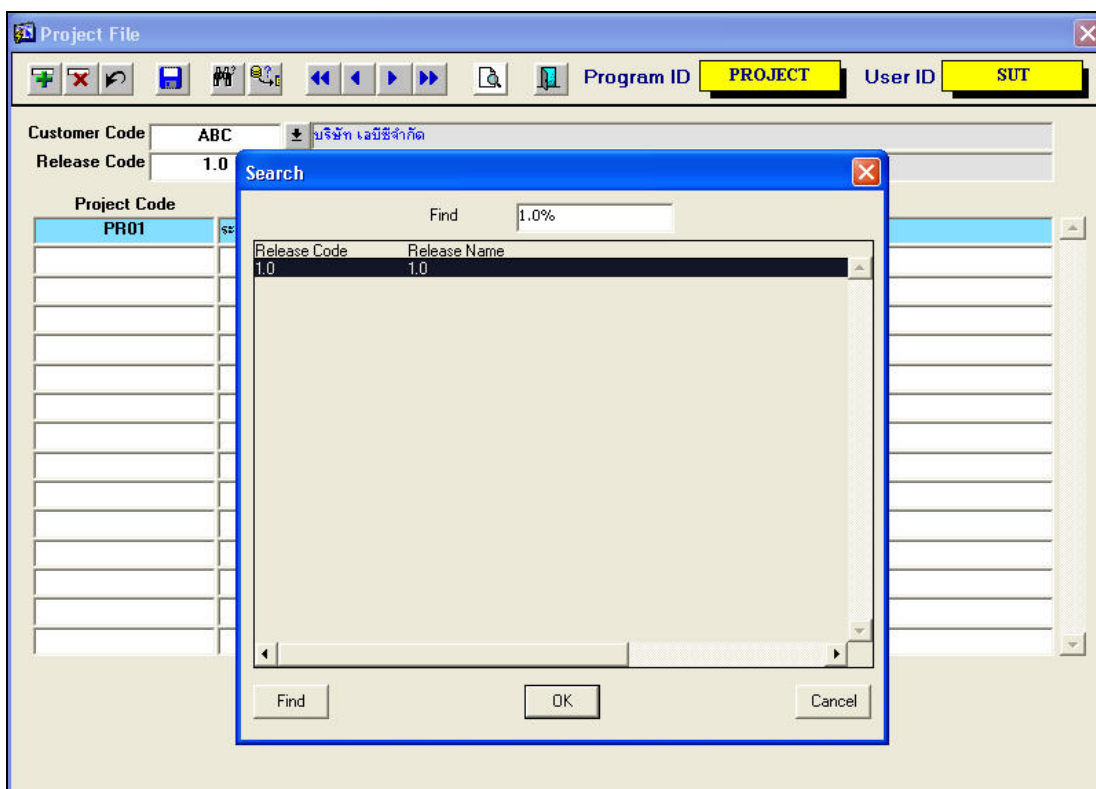 Project File
Program ID PROJECT User ID SUT
Customer Code ABC บริษัท เอบีซีจำกัด
Release Code 1.0
Search
Find 1.0%
Release Code Release Name
1.0 1.0
Project Code
PR01
Find OK Cancel